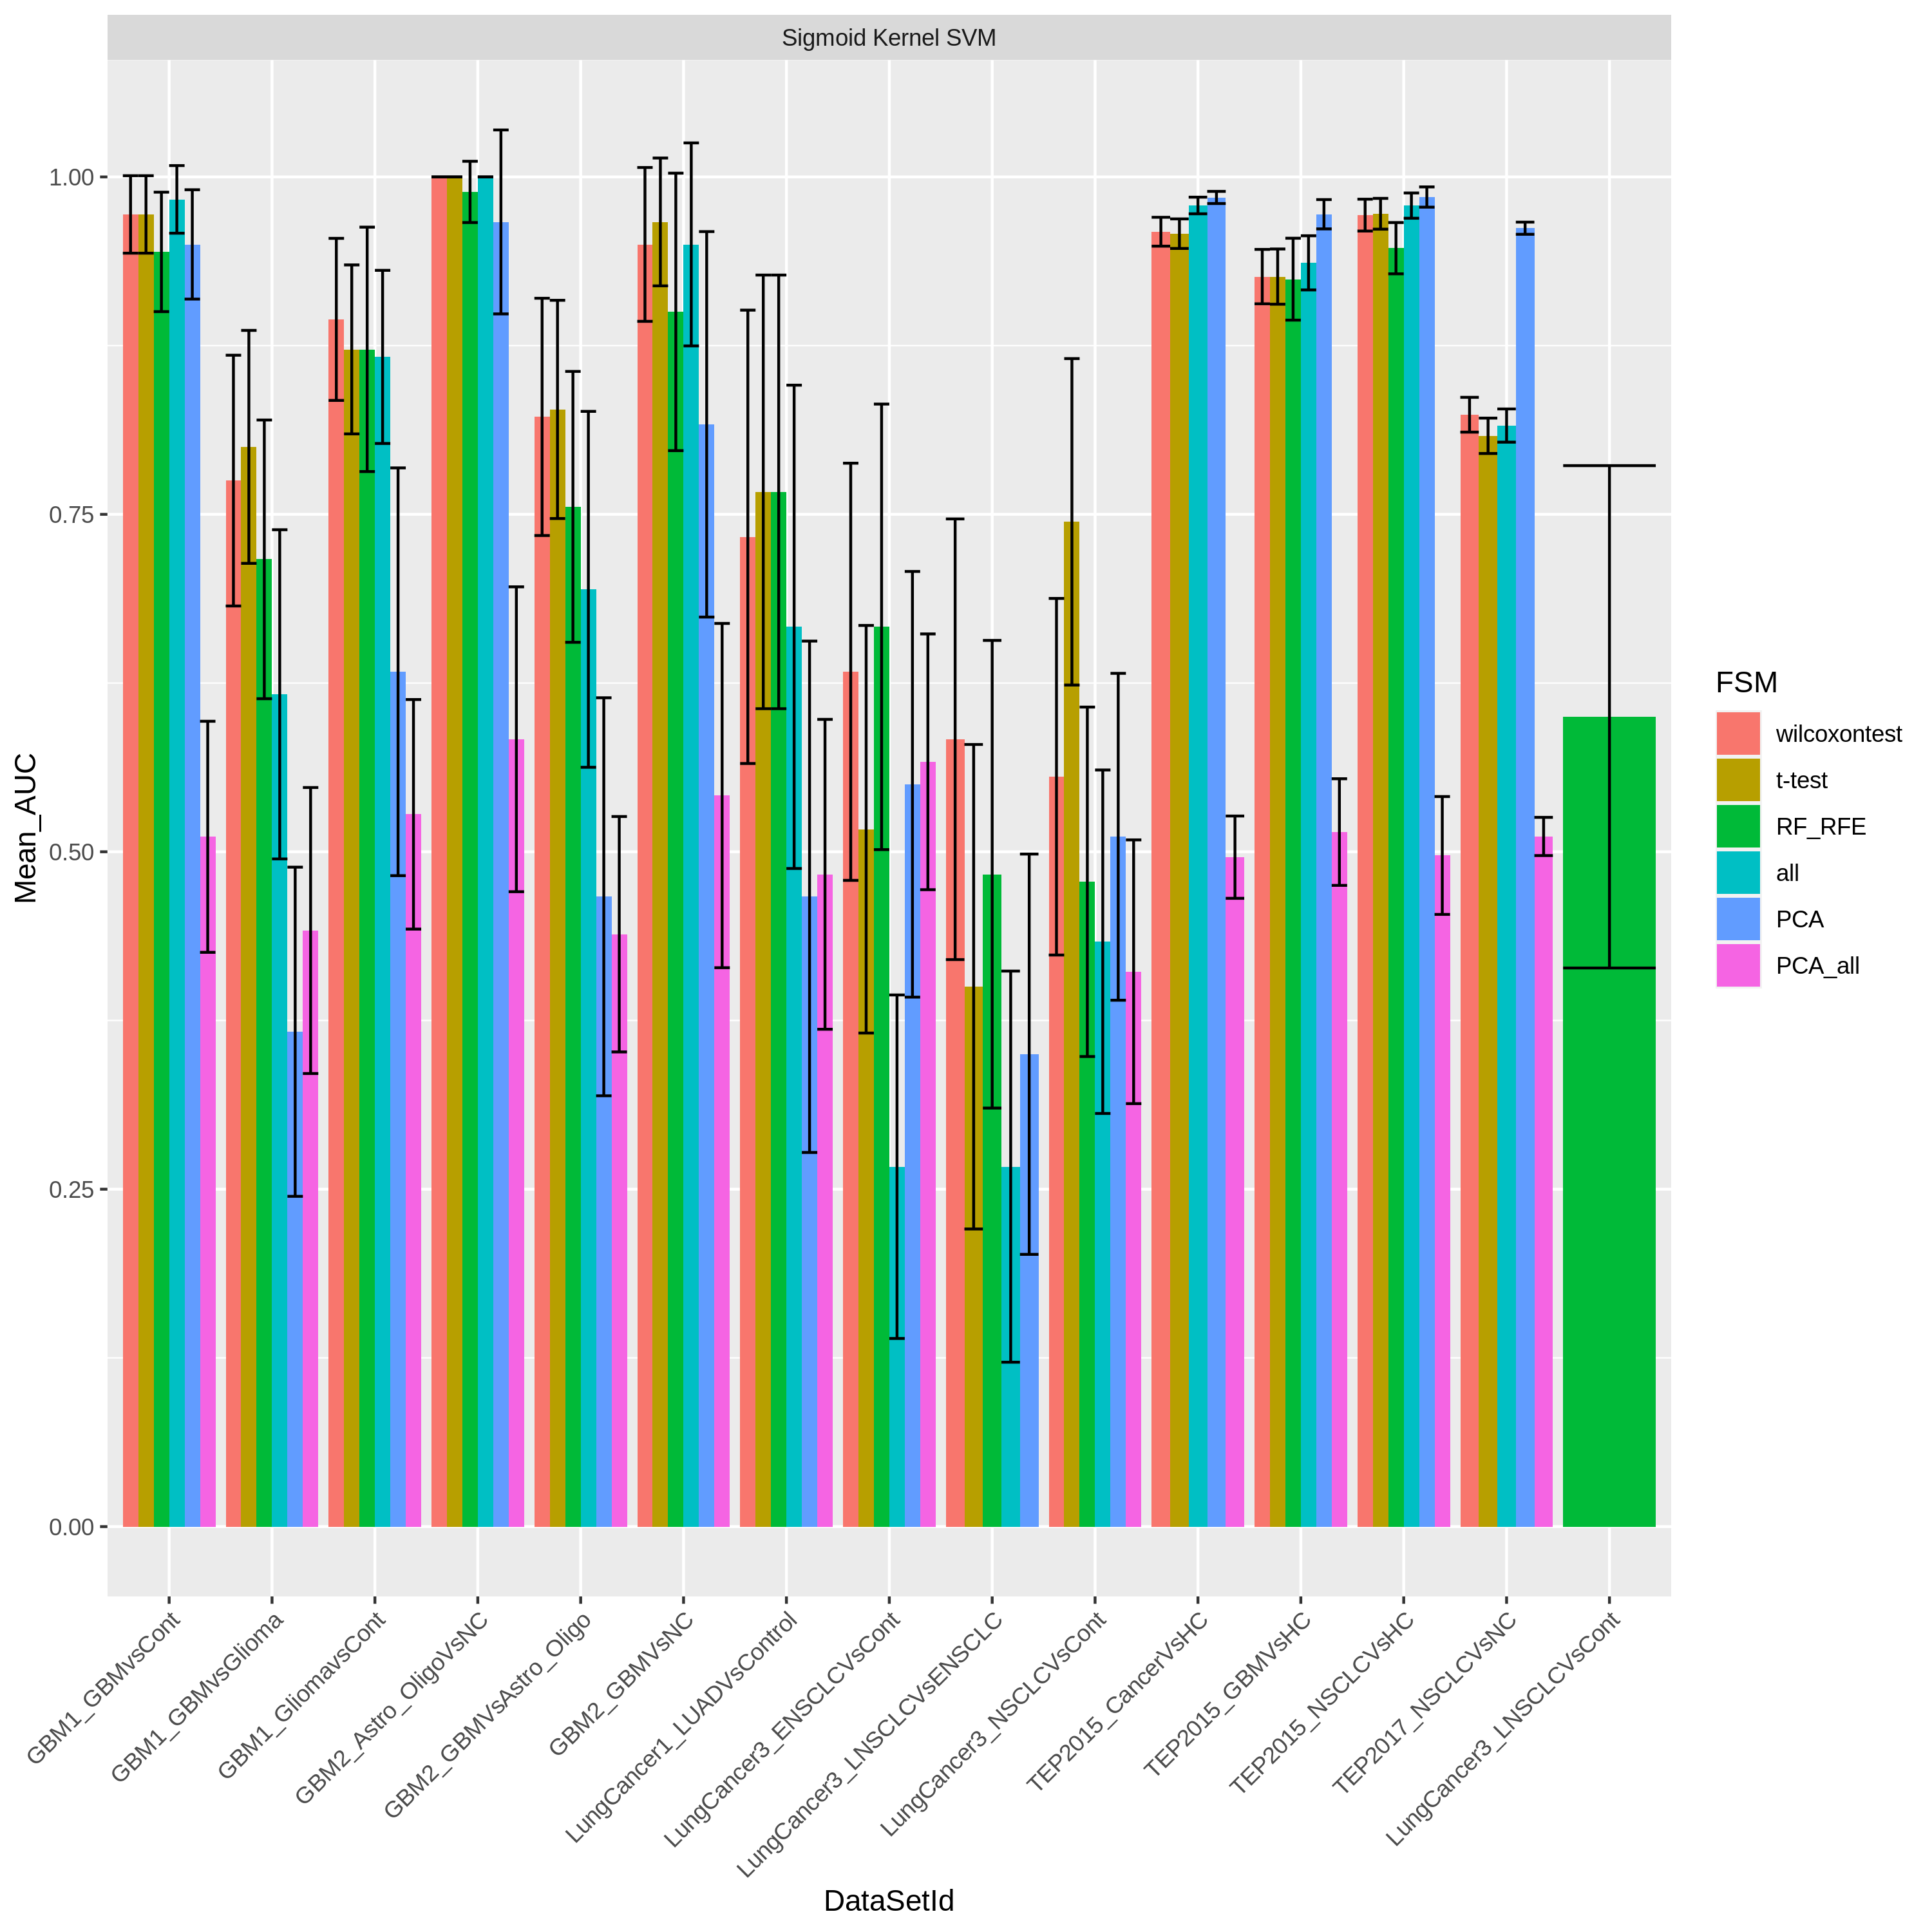 Sigmoid Kernel SVM
Mean_AUC
1.00
0.75
0.50
0.25
0.00
GBM1_GBMvsCont
GBM1_GBMvsGlioma
GBM1_GliomavsCont
GBM2_Astro_OligoVsNC
GBM2_GBMVsAstro_Oligo
GBM2_GBMVsNC
LungCancer1_LUADVsControl
LungCancer3_ENSCLCVsCont
LungCancer3_LNSCLCVsENSCLC
LungCancer3_NSCLCVsCont
TEP2015_CancerVsHC
TEP2015_GBMVsHC
TEP2015_NSCLCVsHC
TEP2017_NSCLCVsNC
LungCancer3_LNSCLCVsCont
DataSetId
FSM
wilcoxontest
t-test
RF_RFE
all
PCA
PCA_all